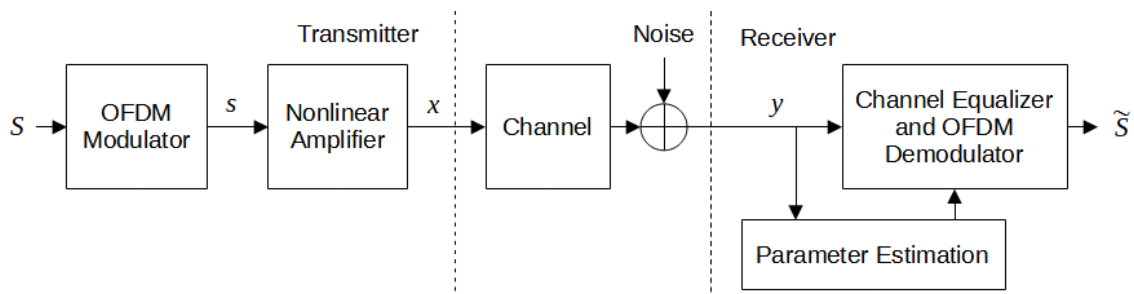 Transmitter
Noise
Receiver
S
OFDM
Modulator
s
Nonlinear
Amplifier
x
Channel
y
Channel Equalizer
and OFDM
Demodulator
S̃
Parameter Estimation